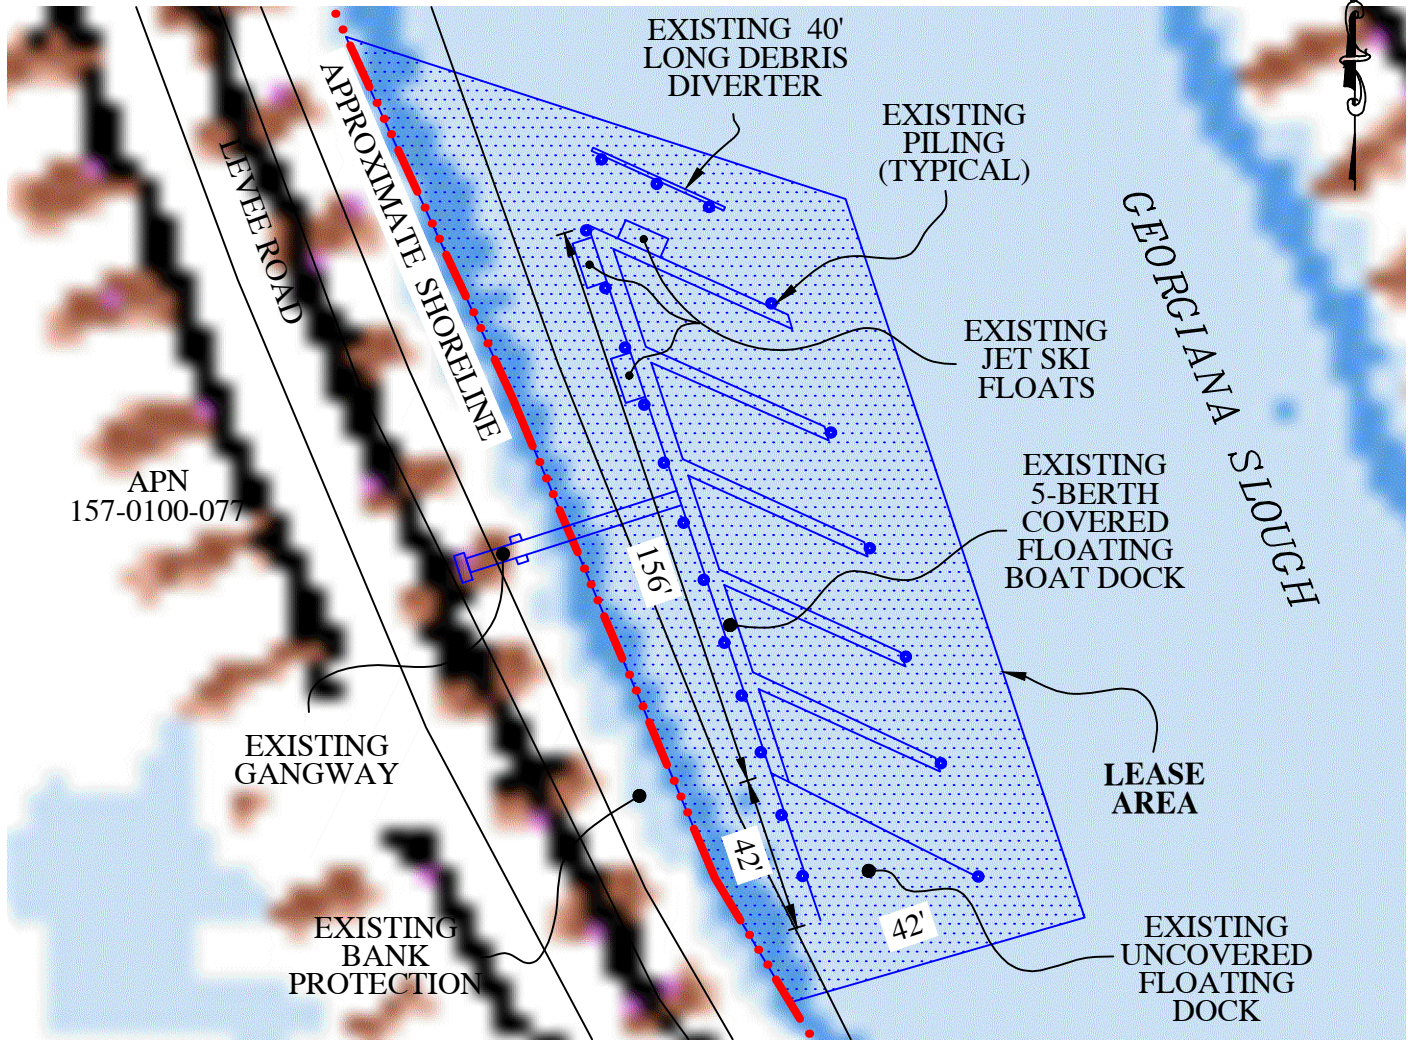 EXISTING 40'
LONG DEBRIS
DIVERTER
EXISTING
PILING
(TYPICAL)
APPROXIMATE SHORELINE
LEVEE ROAD
GEORGIANA SLOUGH
EXISTING
JET SKI
FLOATS
APN
157-0100-077
EXISTING
5-BERTH
COVERED
FLOATING
BOAT DOCK
156'
EXISTING
GANGWAY
LEASE
AREA
42'
42'
EXISTING
BANK
PROTECTION
EXISTING
UNCOVERED
FLOATING
DOCK